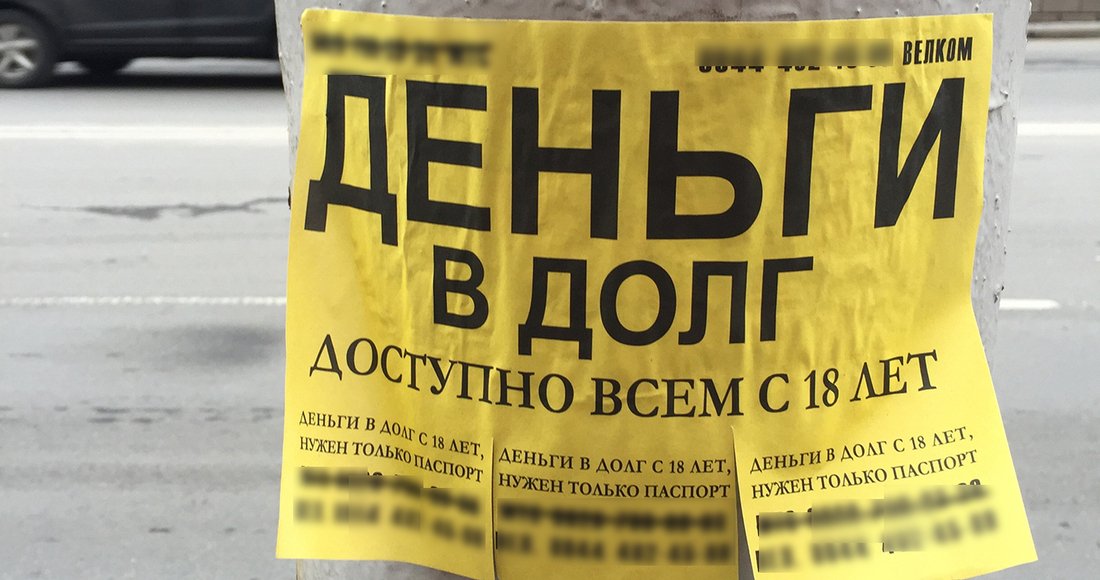 ВЕЛКОМ
ДЕНЬГИ
В ДОЛГ
ДОСТУПНО ВСЕМ С 18 ЛЕТ
ДЕНЬГИ В ДОЛГ С 18 ЛЕТ,
НУЖЕН ТОЛЬКО ПАСПОРТ
ДЕНЬГИ В ДОЛГ С 18 ЛЕТ,
НУЖЕН ТОЛЬКО ПАСПОРТ
ДЕНЬГИ В ДОЛГ С 18 ЛЕТ,
НУЖЕН ТОЛЬКО ПАСПОРТ